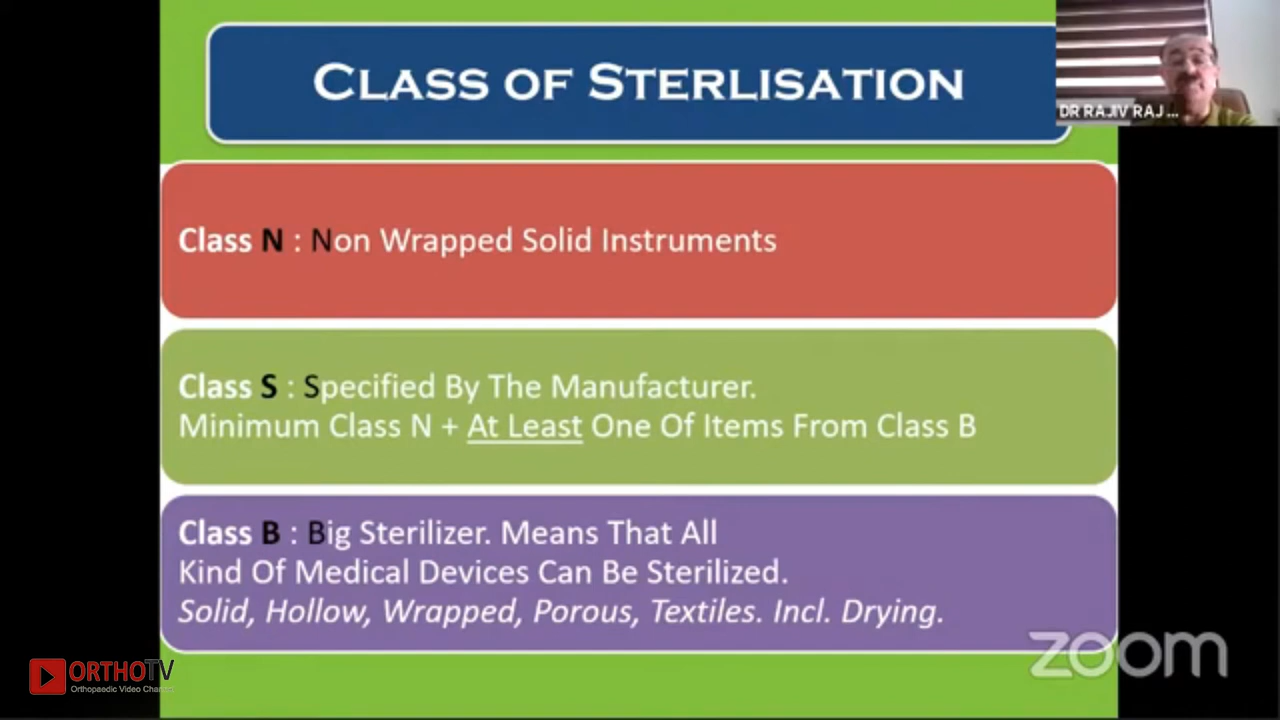 CLASS OF STERLISATION
DR RAJIV RAJ...
Class N : Non Wrapped Solid Instruments
Class S : Specified By The Manufacturer.
Minimum Class N + At Least One Of Items From Class B
Class B : Big Sterilizer. Means That All
Kind Of Medical Devices Can Be Sterilized.
Solid, Hollow, Wrapped, Porous, Textiles. Incl. Drying.
zoom
ORTHOTV
Orthopaedic Video Channel